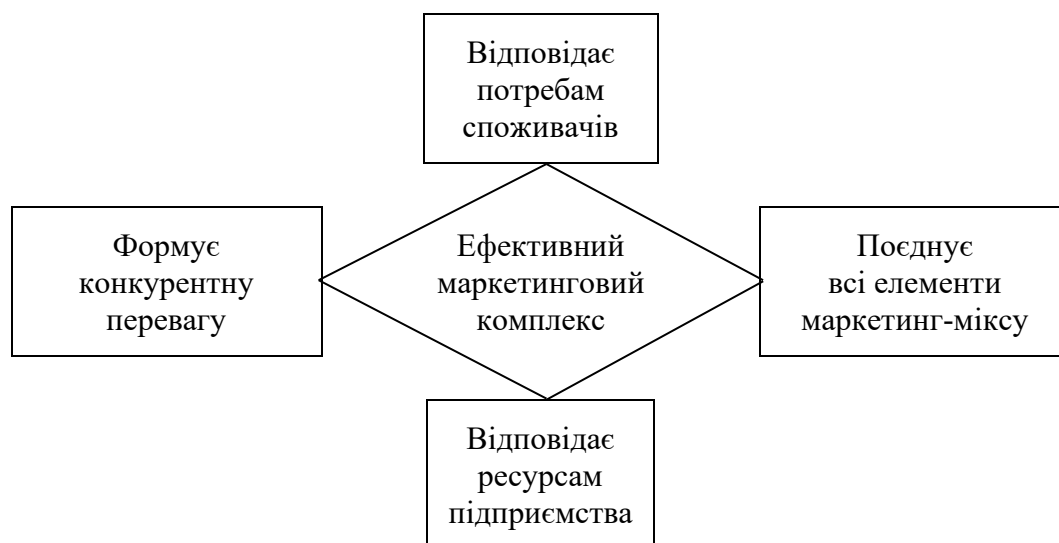 Відповідає
потребам
споживачів
Формує
конкурентну
перевагу
Ефективний
маркетинговий
комплекс
Поєднує
всі елементи
маркетинг-міксу
Відповідає
ресурсам
підприємства